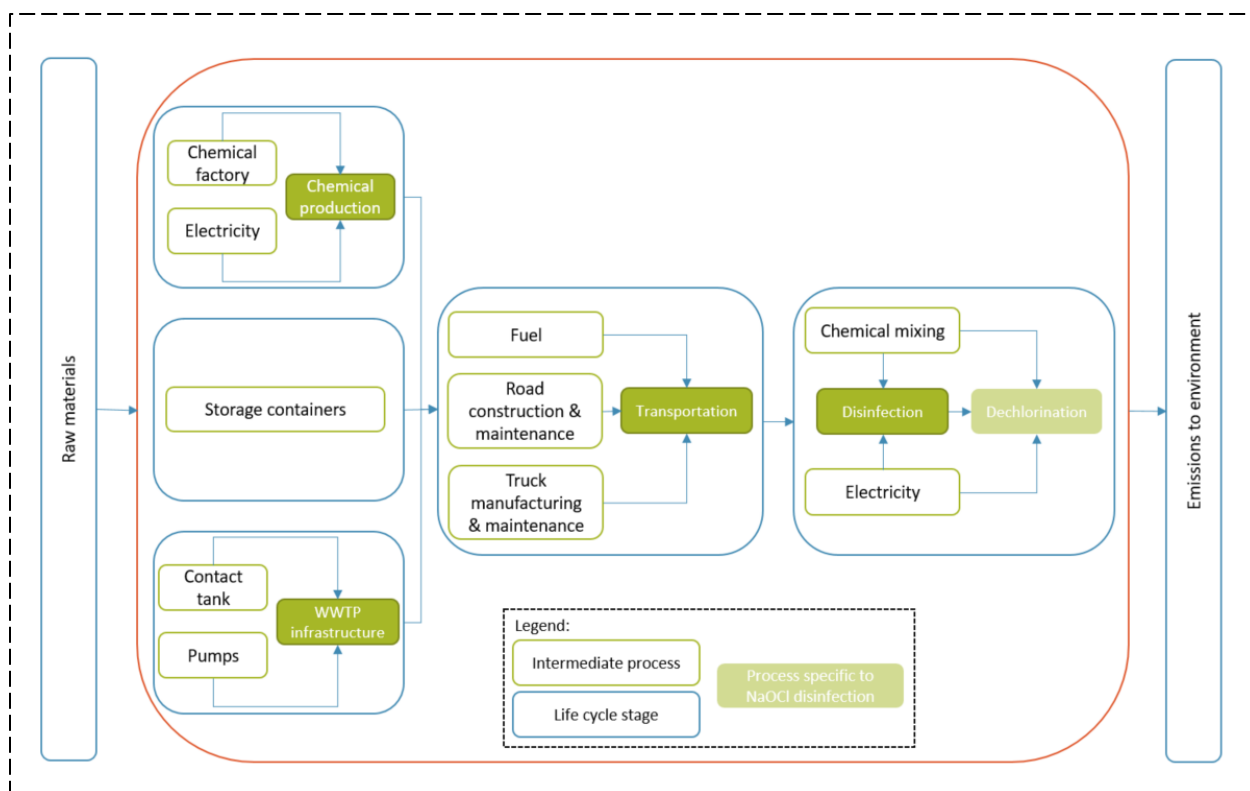 Raw materials
Chemical
factory
Electricity
Chemical
production
Storage containers
Contact
tank
Pumps
WWTP
infrastructure
Fuel
Road
construction &
maintenance
Truck
manufacturing
& maintenance
Transportation
Chemical mixing
Disinfection
Dechlorination
Electricity
Emissions to environment
Legend:
Intermediate process
Life cycle stage
Process specific to
NaOCl disinfection